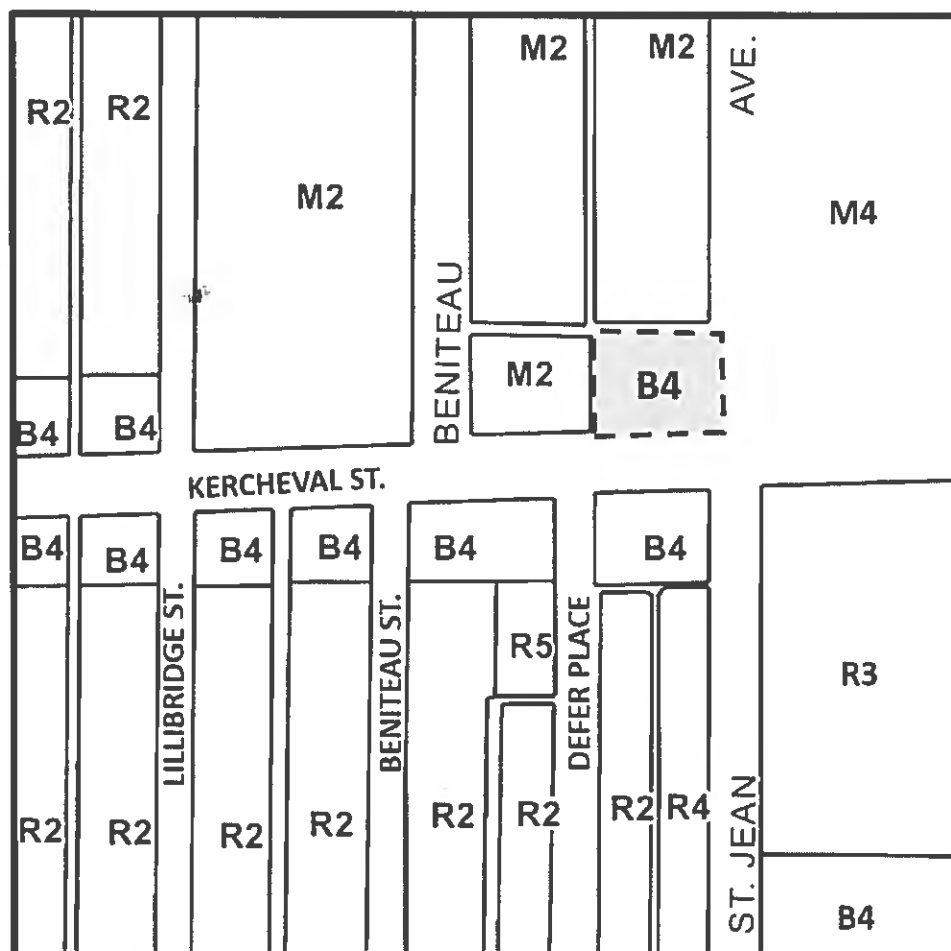 M2
M2
AVE.
R2
R2
M2
M4
BENITEAU
M2
B4
B4
B4
KERCHEVAL ST.
B4
B4
B4
B4
B4
B4
LILLIBRIDGE ST.
BENITEAU ST.
R5
DEFER PLACE
R3
R2
R2
R2
R2
R2
R2
R2
R4
ST. JEAN
B4